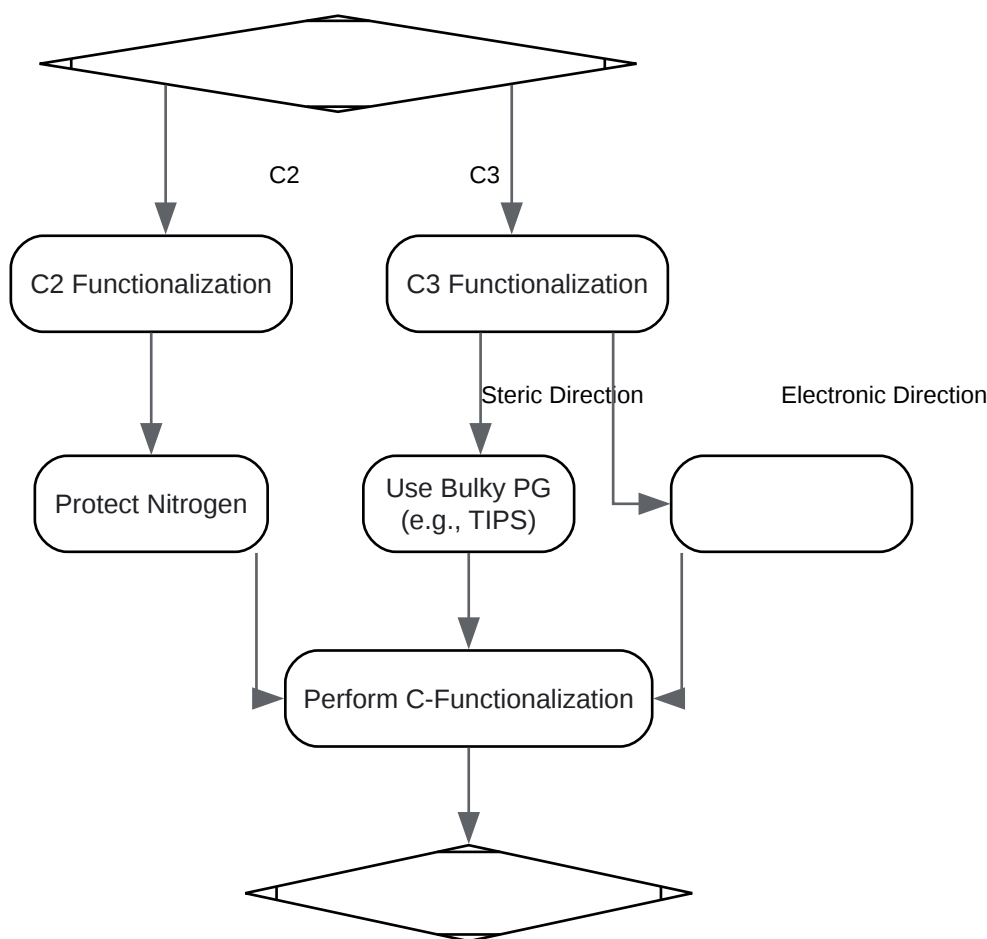 C2
C3
C2 Functionalization
C3 Functionalization
Steric Direction
Electronic Direction
Protect Nitrogen
Use Bulky PG
(e.g., TIPS)
Perform C-Functionalization